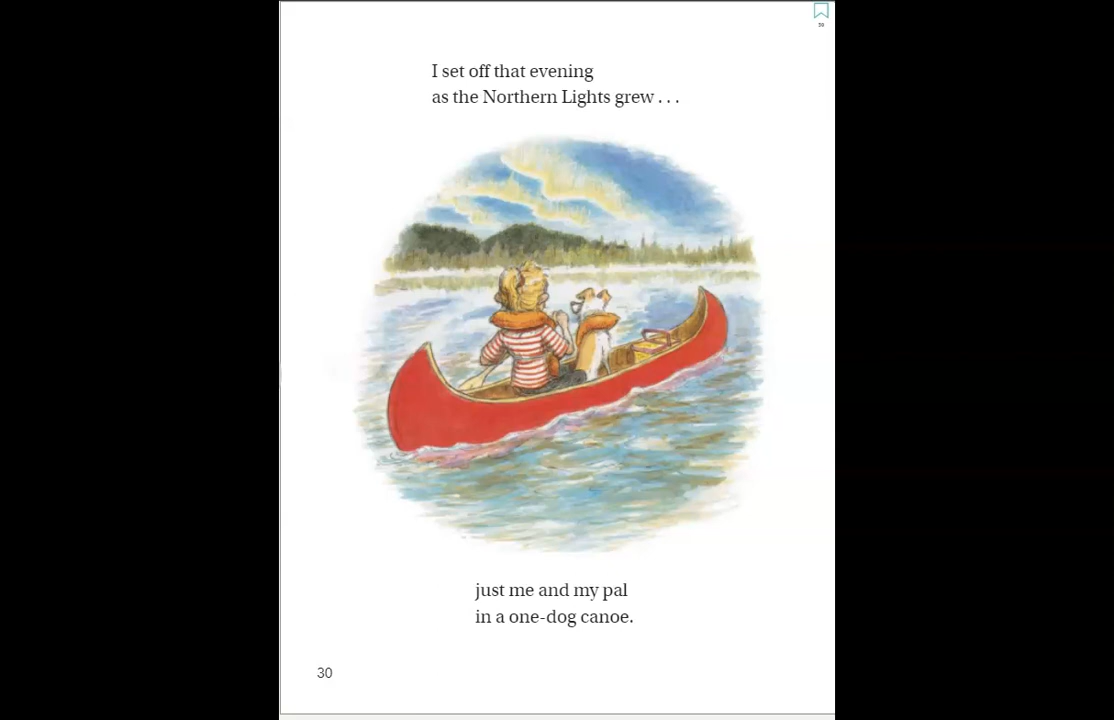 I set off that evening
as the Northern Lights grew . . .
just me and my pal
in a one-dog canoe.
30